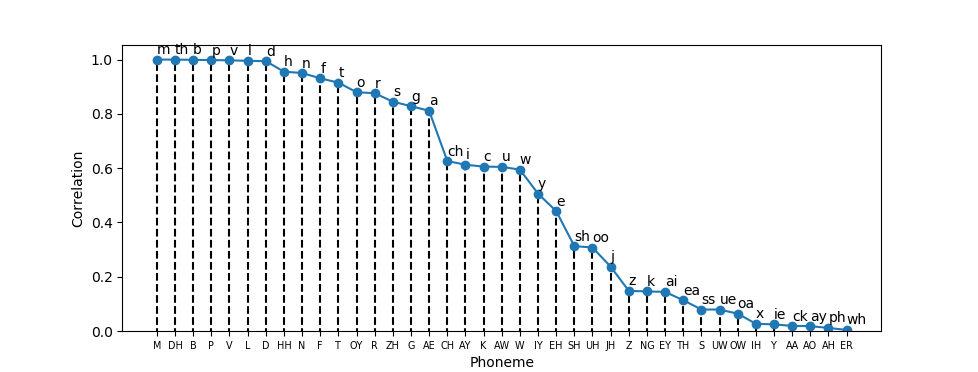 m th b p v l d
h n f t
o r s g a
ch i c u w
y e
sh oo j
z k ai ea ss ue oa
x ie ck ay ph wh
1.0
0.8
0.6
0.4
0.2
0.0
Correlation
M DH B P V L D HH N F T OY R ZH G AE CH AY K AW W IY EH SH UH JH Z NG EY TH S UW OW IH Y AA AO AH ER
Phoneme